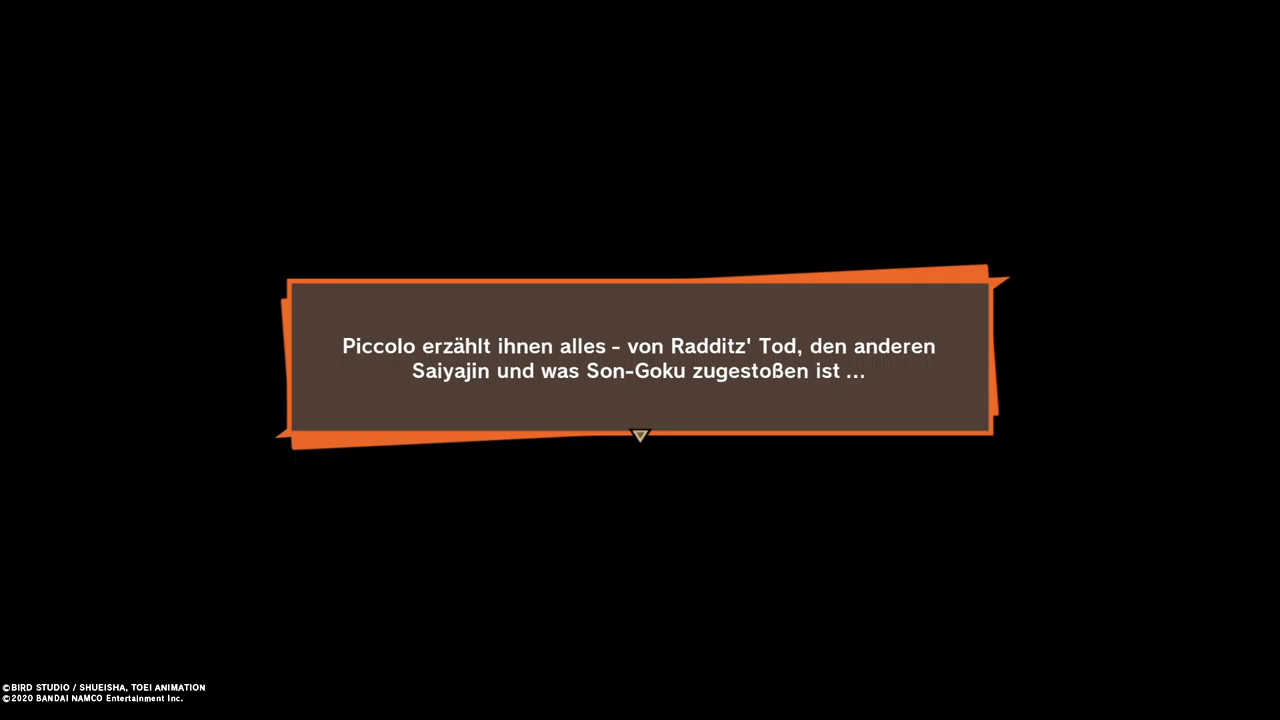 Piccolo erzählt ihnen alles - von Radditz' Tod, den anderen
Saiyajin und was Son-Goku zugestoßen ist ...
©BIRD STUDIO / SHUEISHA, TOEI ANIMATION
©2020 BANDAI NAMCO Entertainment Inc.